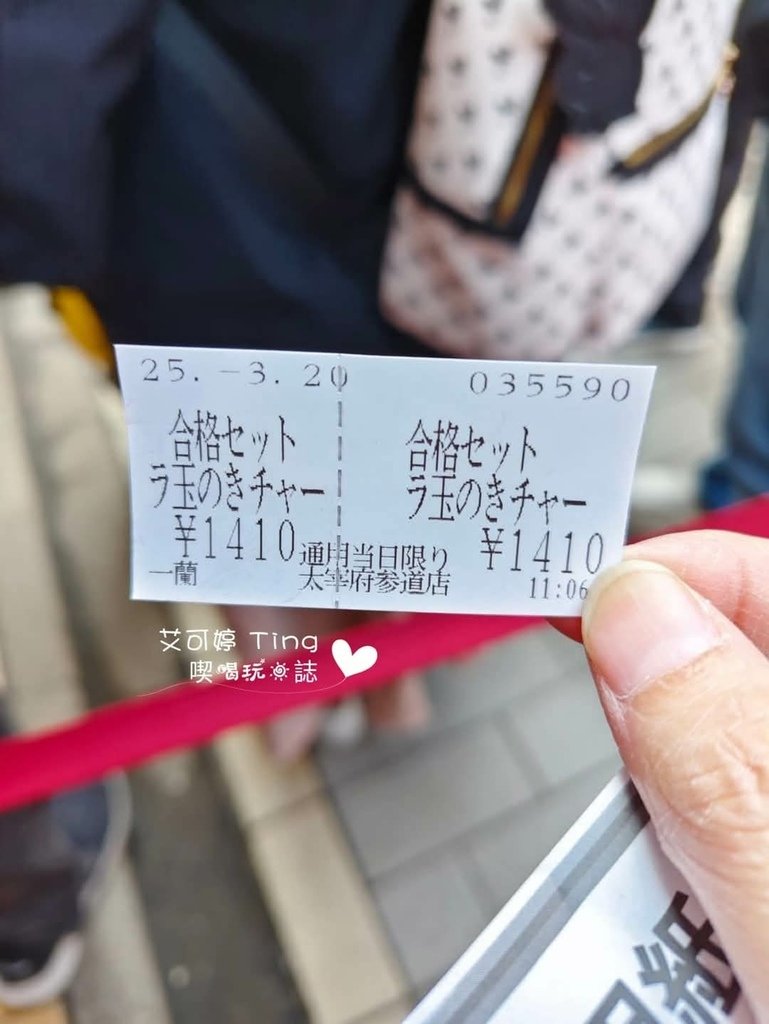 25.-3.20
035590
合格セット
ラ玉のきチャー
¥1410
合格セット
ラ玉のきチャー
¥1410
通用当日限り
一蘭
太宰府参道店
11:06
艾可婷 Ting
喫喝玩誌
紙